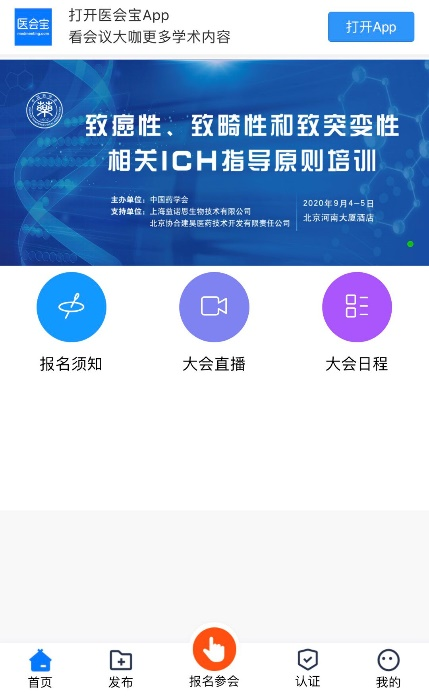 医会宝
打开医会宝App
看会议大咖更多学术内容
打开App
致癌性、致畸性和致突变性
相关ICH指导原则培训
主办单位：中国药学会
支持单位：上海益诺思生物技术有限公司
北京协合建昊医药技术开发有限责任公司
2020年9月4-5日
北京河南大厦酒店
报名须知
大会直播
大会日程
首页
发布
报名参会
认证
我的